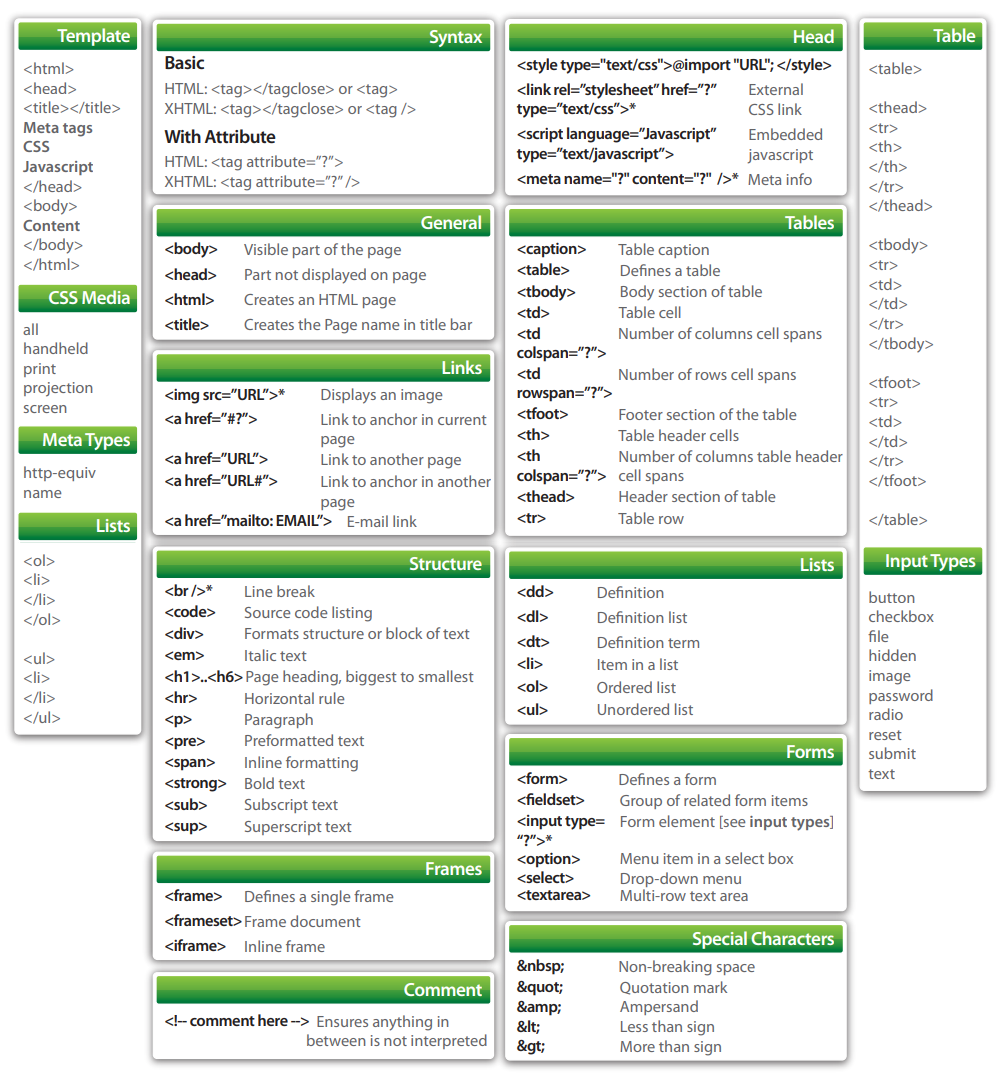 Template
<html>
<head>
<title></title>
Meta tags
CSS
Javascript
</head>
<body>
Content
</body>
</html>
CSS Media
all
handheld
print
projection
screen
Meta Types
http-equiv
name
Lists
<ol>
<li>
</li>
</ol>
<ul>
<li>
</li>
</ul>
Syntax
Basic
HTML: <tag></tagclose> or <tag>
XHTML: <tag></tagclose> or <tag />
With Attribute
HTML: <tag attribute=”?”>
XHTML: <tag attribute=”?” />
General
<body> Visible part of the page
<head> Part not displayed on page
<html> Creates an HTML page
<title> Creates the Page name in title bar
Links
<img src=”URL”>* Displays an image
<a href=”#?”> Link to anchor in current
page
<a href=”URL”> Link to another page
<a href=”URL#”> Link to anchor in another
page
<a href=”mailto: EMAIL”> E-mail link
Structure
<br />* Line break
<code> Source code listing
<div> Formats structure or block of text
<em> Italic text
<h1>..<h6> Page heading, biggest to smallest
<hr> Horizontal rule
<p> Paragraph
<pre> Preformatted text
<span> Inline formatting
<strong> Bold text
<sub> Subscript text
<sup> Superscript text
Frames
<frame> Defines a single frame
<frameset> Frame document
<iframe> Inline frame
Comment
<!-- comment here --> Ensures anything in
between is not interpreted
Head
<style type="text/css">@import "URL"; </style>
<link rel=”stylesheet” href=”?” External
type=”text/css”>* CSS link
<script language=”Javascript” Embedded
type=”text/javascript”> javascript
<meta name="?" content="?" />* Meta info
Tables
<caption> Table caption
<table> Defines a table
<tbody> Body section of table
<td> Table cell
<td Number of columns cell spans
colspan=”?”>
<td Number of rows cell spans
rowspan=”?”>
<tfoot> Footer section of the table
<th> Table header cells
<th Number of columns table header
colspan=”?”> cell spans
<thead> Header section of table
<tr> Table row
Lists
<dd> Definition
<dl> Definition list
<dt> Definition term
<li> Item in a list
<ol> Ordered list
<ul> Unordered list
Forms
<form> Defines a form
<fieldset> Group of related form items
<input type= Form element [see input types]
“?”>*
<option> Menu item in a select box
<select> Drop-down menu
<textarea> Multi-row text area
Special Characters
&nbsp; Non-breaking space
&quot; Quotation mark
&amp; Ampersand
&lt; Less than sign
&gt; More than sign
Table
<table>
<thead>
<tr>
<th>
</th>
</tr>
</thead>
<tbody>
<tr>
<td>
</td>
</tr>
</tbody>
<tfoot>
<tr>
<td>
</td>
</tr>
</tfoot>
</table>
Input Types
button
checkbox
file
hidden
image
password
radio
reset
submit
text